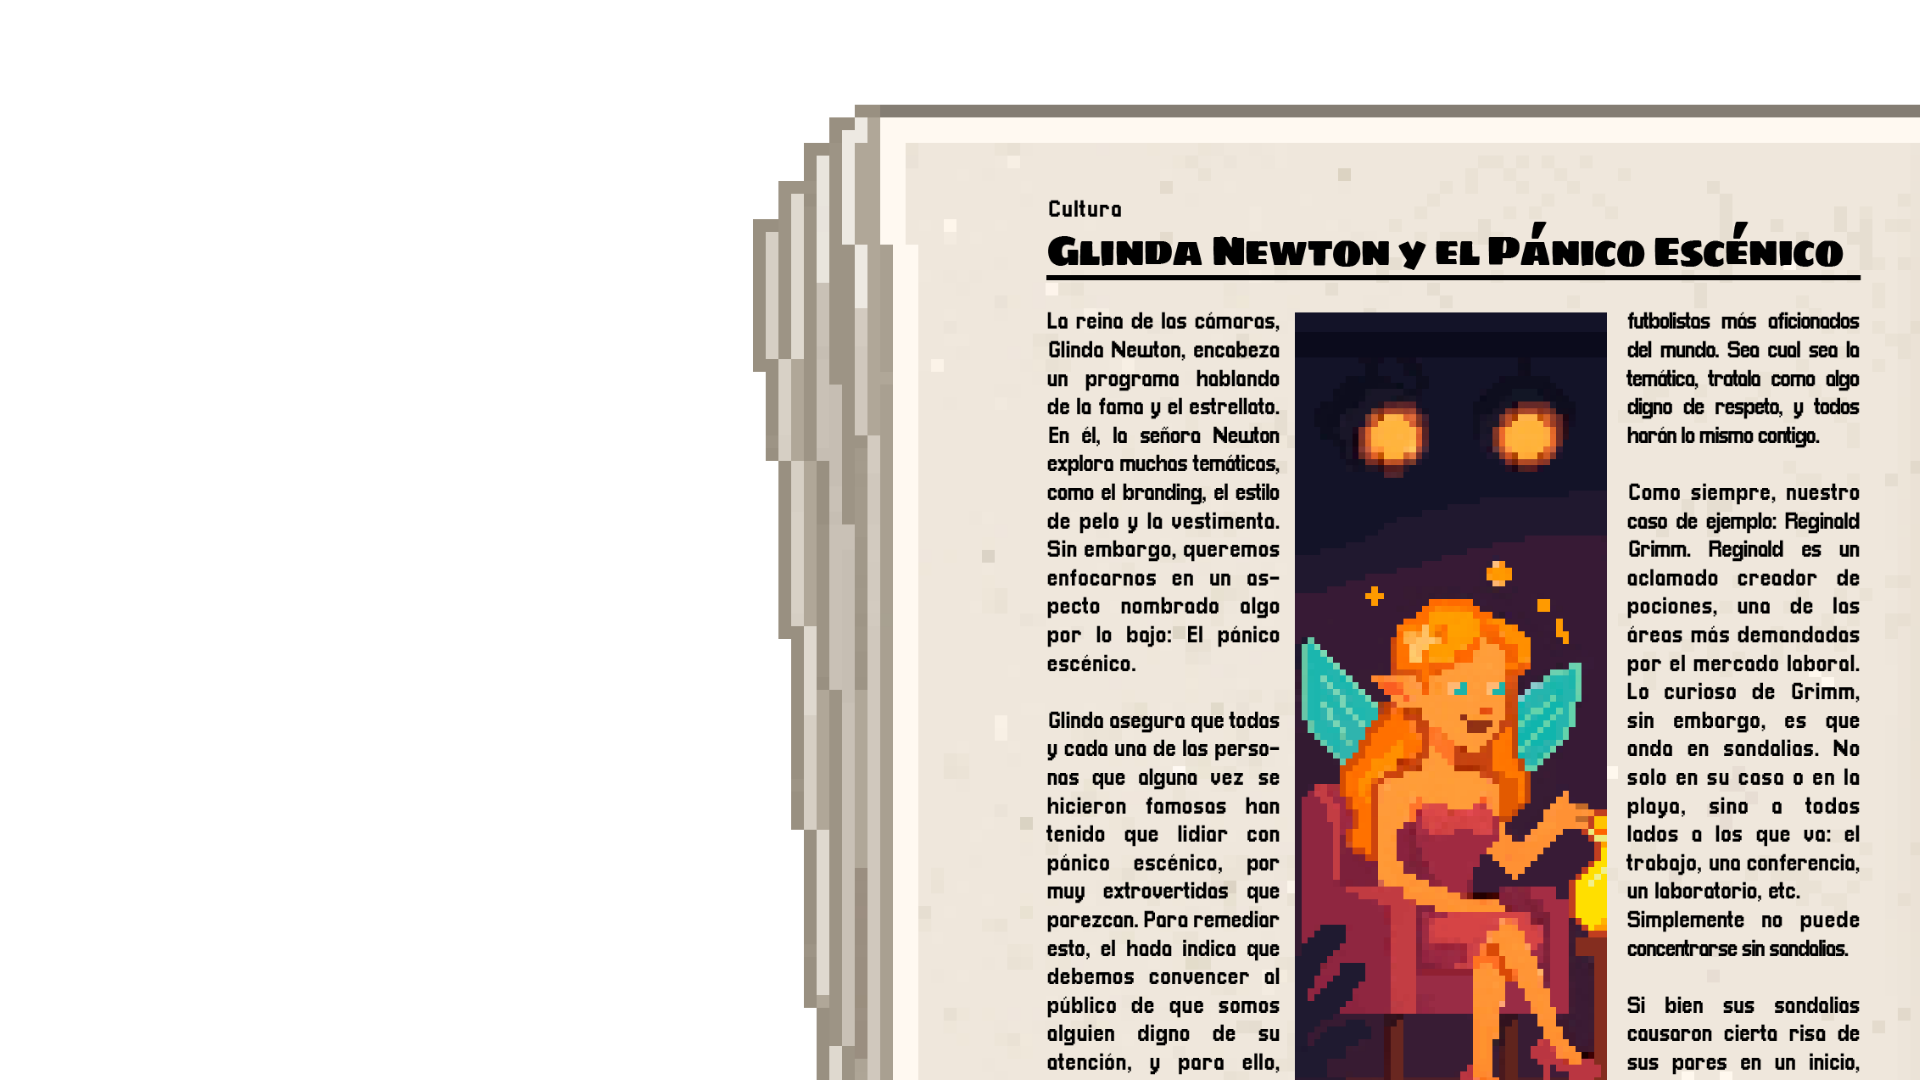 Cultura
Glinda Newton y el Pánico Escénico
La reina de las cámaras,
Glinda Newton, encabeza
un programa hablando
de la fama y el estrellato.
En él, la señora Newton
explora muchas temáticas,
como el branding, el estilo
de pelo y la vestimenta.
Sin embargo, queremos
enfocarnos en un as-
pecto nombrado algo
por lo bajo: El pánico
escénico.
Glinda asegura que todas
y cada una de las perso-
nas que alguna vez se
hicieron famosas han
tenido que lidiar con
pánico escénico, por
muy extrovertidas que
parezcan. Para remediar
esto, el hada indica que
debemos convencer al
público de que somos
alguien digno de su
atención, y para ello,
futbolistas más aficionados
del mundo. Sea cual sea la
temática, tratala como algo
digno de respeto, y todos
harán lo mismo contigo.
Como siempre, nuestro
caso de ejemplo: Reginald
Grimm. Reginald es un
aclamado creador de
pociones, una de las
áreas más demandadas
por el mercado laboral.
Lo curioso de Grimm,
sin embargo, es que
anda en sandalias. No
solo en su casa o en la
playa, sino a todos
lados a los que va: el
trabajo, una conferencia,
un laboratorio, etc.
Simplemente no puede
concentrarse sin sandalias.
Si bien sus sandalias
causaron cierta risa de
sus pares en un inicio,